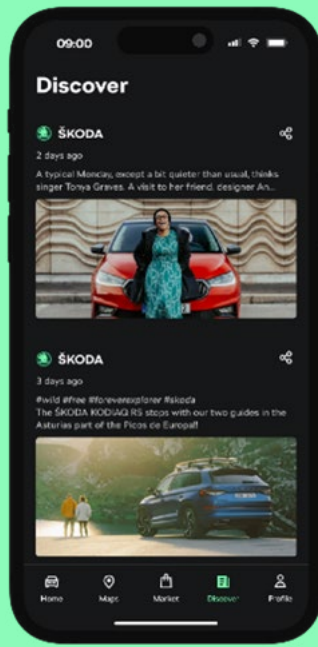 09:00
Discover
ŠKODA
2 days ago
A typical Monday, except a bit quieter than usual, thinks
singer Tonya Graves. A visit to her friend, designer An...
ŠKODA
3 days ago
#wild #free #foreverexplorer #skoda
The ŠKODA KODIAQ RS stops with our two guides in the
Asturias part of the Picos de Europa!!
Home Maps Market Discover Profile